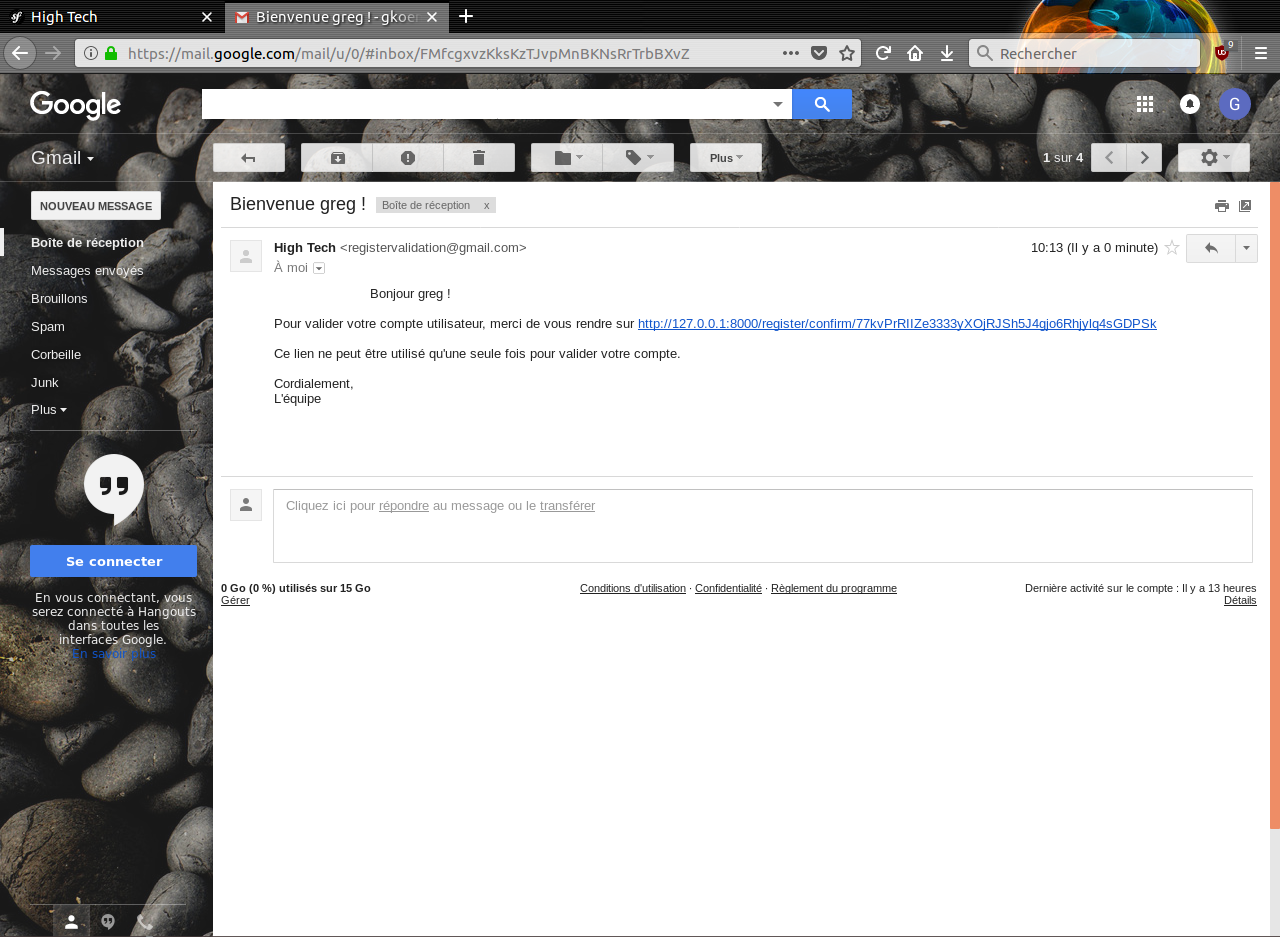 High Tech
Bienvenue greg ! - gkoe
https://mail.google.com/mail/u/0/#inbox/FMfcgxvzKksKzTJvpMnBKNsRrTrbBXvZ
Rechercher
9
Google
G
Gmail
Plus
1 sur 4
NOUVEAU MESSAGE
Boîte de réception
Messages envoyés
Brouillons
Spam
Corbeille
Junk
Plus
Se connecter
En vous connectant, vous
serez connecté à Hangouts
dans toutes les
interfaces Google.
En savoir plus
Bienvenue greg !
Boîte de réception x
High Tech <registervalidation@gmail.com>
10:13 (Il y a 0 minute)
À moi
Bonjour greg !
Pour valider votre compte utilisateur, merci de vous rendre sur http://127.0.0.1:8000/register/confirm/77kvPrRIIZe3333yXOjRJSh5J4gjo6RhjyIq4sGDPSk
Ce lien ne peut être utilisé qu'une seule fois pour valider votre compte.
Cordialement,
L'équipe
Cliquez ici pour répondre au message ou le transférer
0 Go (0 %) utilisés sur 15 Go
Gérer
Conditions d'utilisation · Confidentialité · Règlement du programme
Dernière activité sur le compte : Il y a 13 heures
Détails